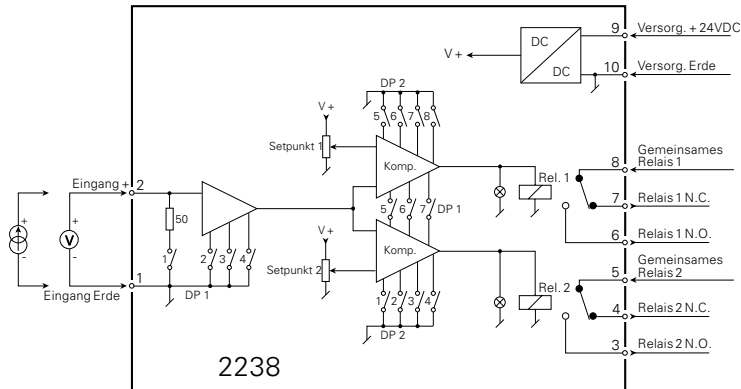 9 Versorg. + 24VDC
DC
V +
DC
10 Versorg. Erde
DP 2
V +
5 6 7 8
Setpunkt 1
Komp.
Gemeinsames
8 Relais 1
Rel. 1
Eingang + 2
7 Relais 1 N.C.
50
5 6 7 DP 1
+ +
V
- -
V +
6 Relais 1 N.O.
1 2 3 4
Komp.
Gemeinsames
5 Relais 2
Setpunkt 2
Rel. 2
1
Eingang Erde
DP 1
1 2 3 4
4 Relais 2 N.C.
DP 2
3 Relais 2 N.O.
2238